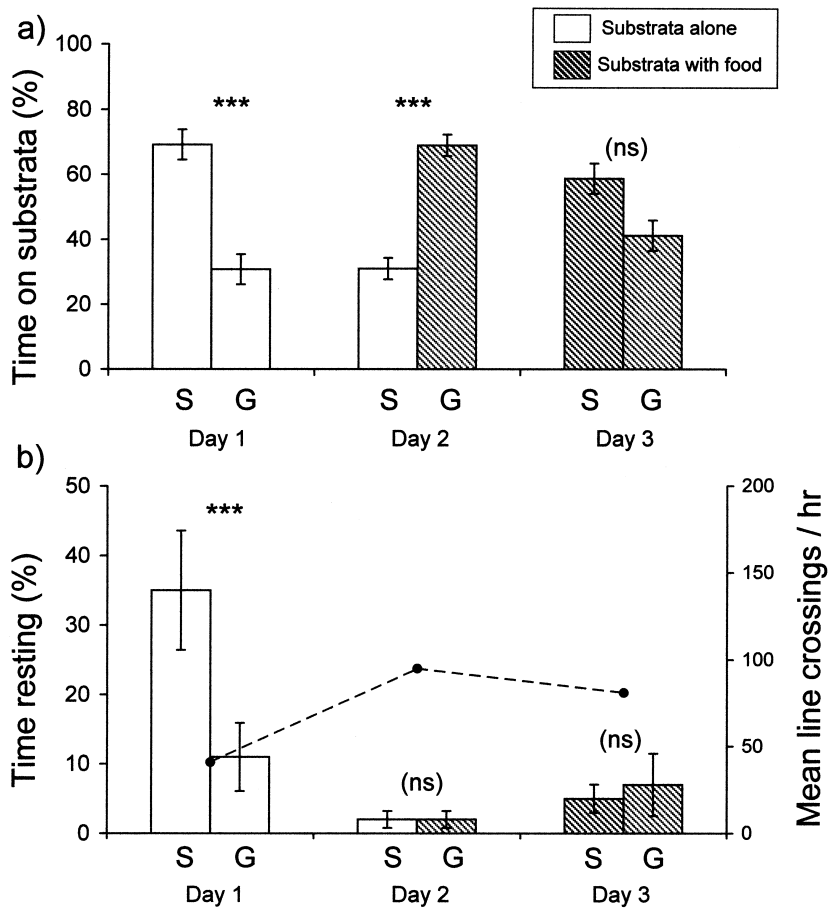 a)
Substrata alone
Substrata with food
Time on substrata (%)
100
80
60
40
20
0
***
***
(ns)
S G S G S G
Day 1 Day 2 Day 3
b)
Time resting (%)
50
40
30
20
10
0
***
(ns)
(ns)
200
150
100
50
0
Mean line crossings / hr
S G S G S G
Day 1 Day 2 Day 3